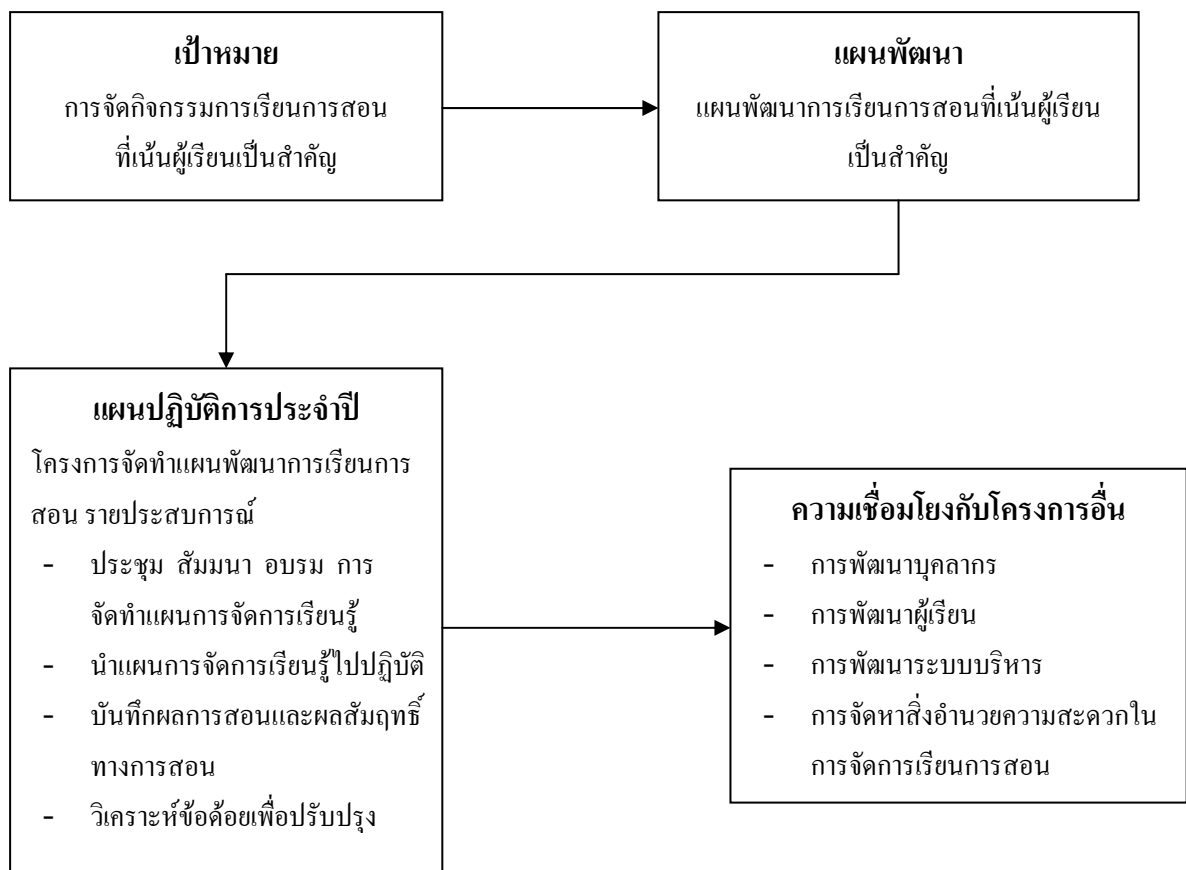 เป้าหมาย
การจัดกิจกรรมการเรียนการสอน
ที่เน้นผู้เรียนเป็นสำคัญ
แผนพัฒนา
แผนพัฒนาการเรียนการสอนที่เน้นผู้เรียน
เป็นสำคัญ
แผนปฏิบัติการประจำปี
โครงการจัดทำแผนพัฒนาการเรียนการ
สอน รายประสบการณ์
- ประชุม สัมมนา อบรม การ
จัดทำแผนการจัดการเรียนรู้
- นำแผนการจัดการเรียนรู้ไปปฏิบัติ
- บันทึกผลการสอนและผลสัมฤทธิ์
ทางการสอน
- วิเคราะห์ข้อด้อยเพื่อปรับปรุง
ความเชื่อมโยงกับโครงการอื่น
- การพัฒนาบุคลากร
- การพัฒนาผู้เรียน
- การพัฒนาระบบบริหาร
- การจัดหาสิ่งอำนวยความสะดวกใน
การจัดการเรียนการสอน